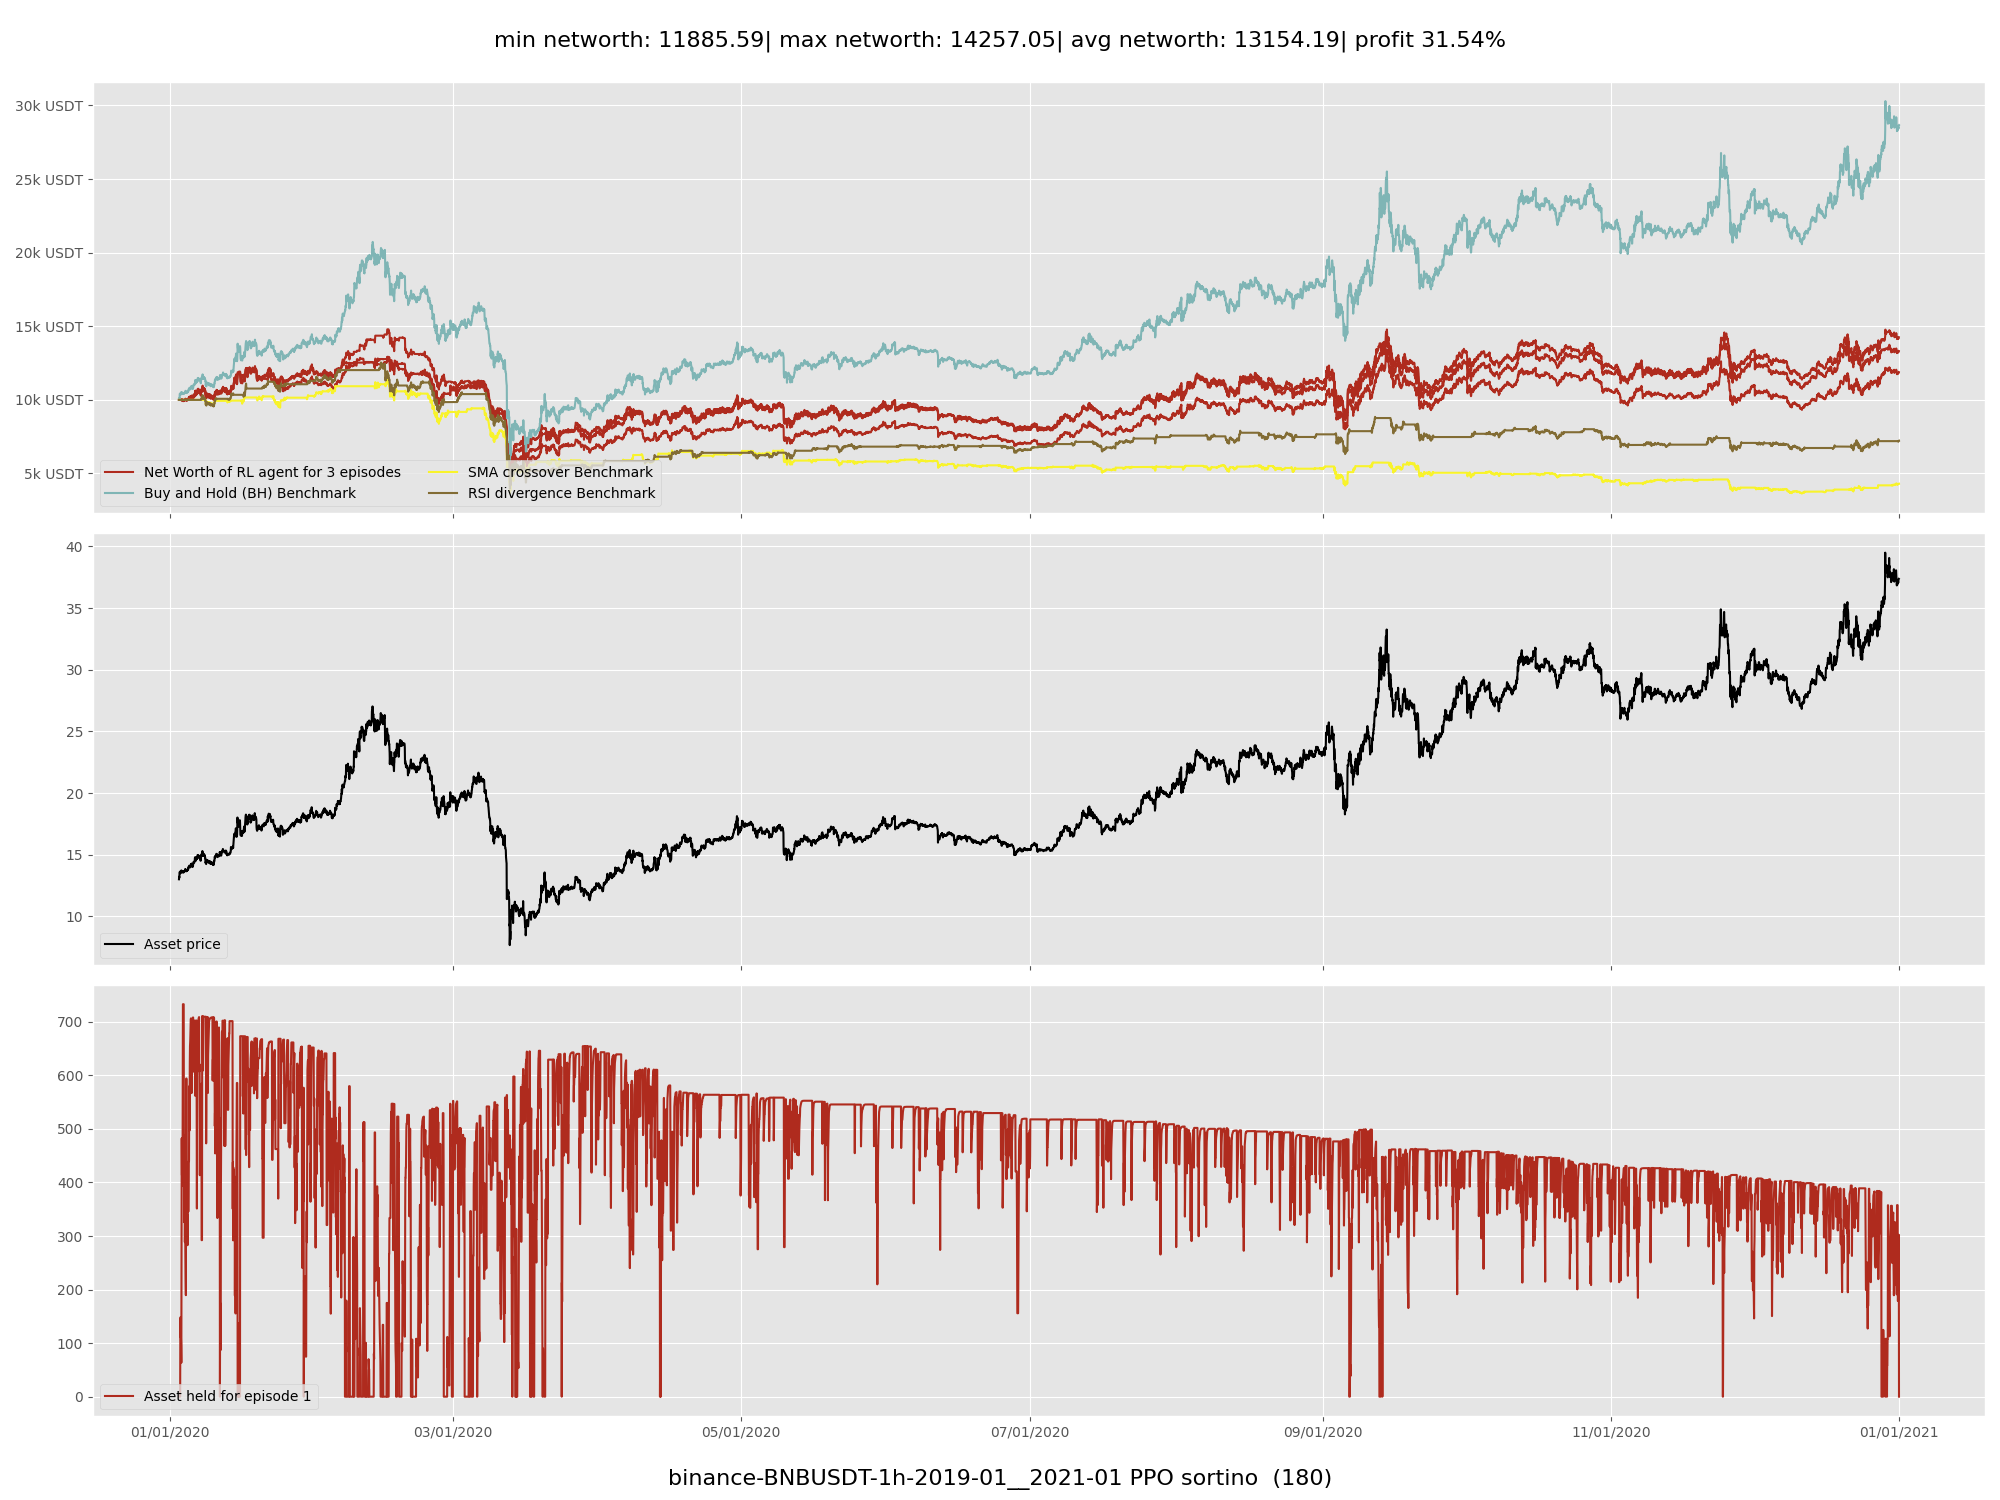 min networth: 11885.59| max networth: 14257.05| avg networth: 13154.19| profit 31.54%
30k USDT
25k USDT
20k USDT
15k USDT
10k USDT
5k USDT
Net Worth of RL agent for 3 episodes
Buy and Hold (BH) Benchmark
SMA crossover Benchmark
RSI divergence Benchmark
40
35
30
25
20
15
10
Asset price
700
600
500
400
300
200
100
0
Asset held for episode 1
01/01/2020 03/01/2020 05/01/2020 07/01/2020 09/01/2020 11/01/2020 01/01/2021
binance-BNBUSDT-1h-2019-01__2021-01 PPO sortino  (180)